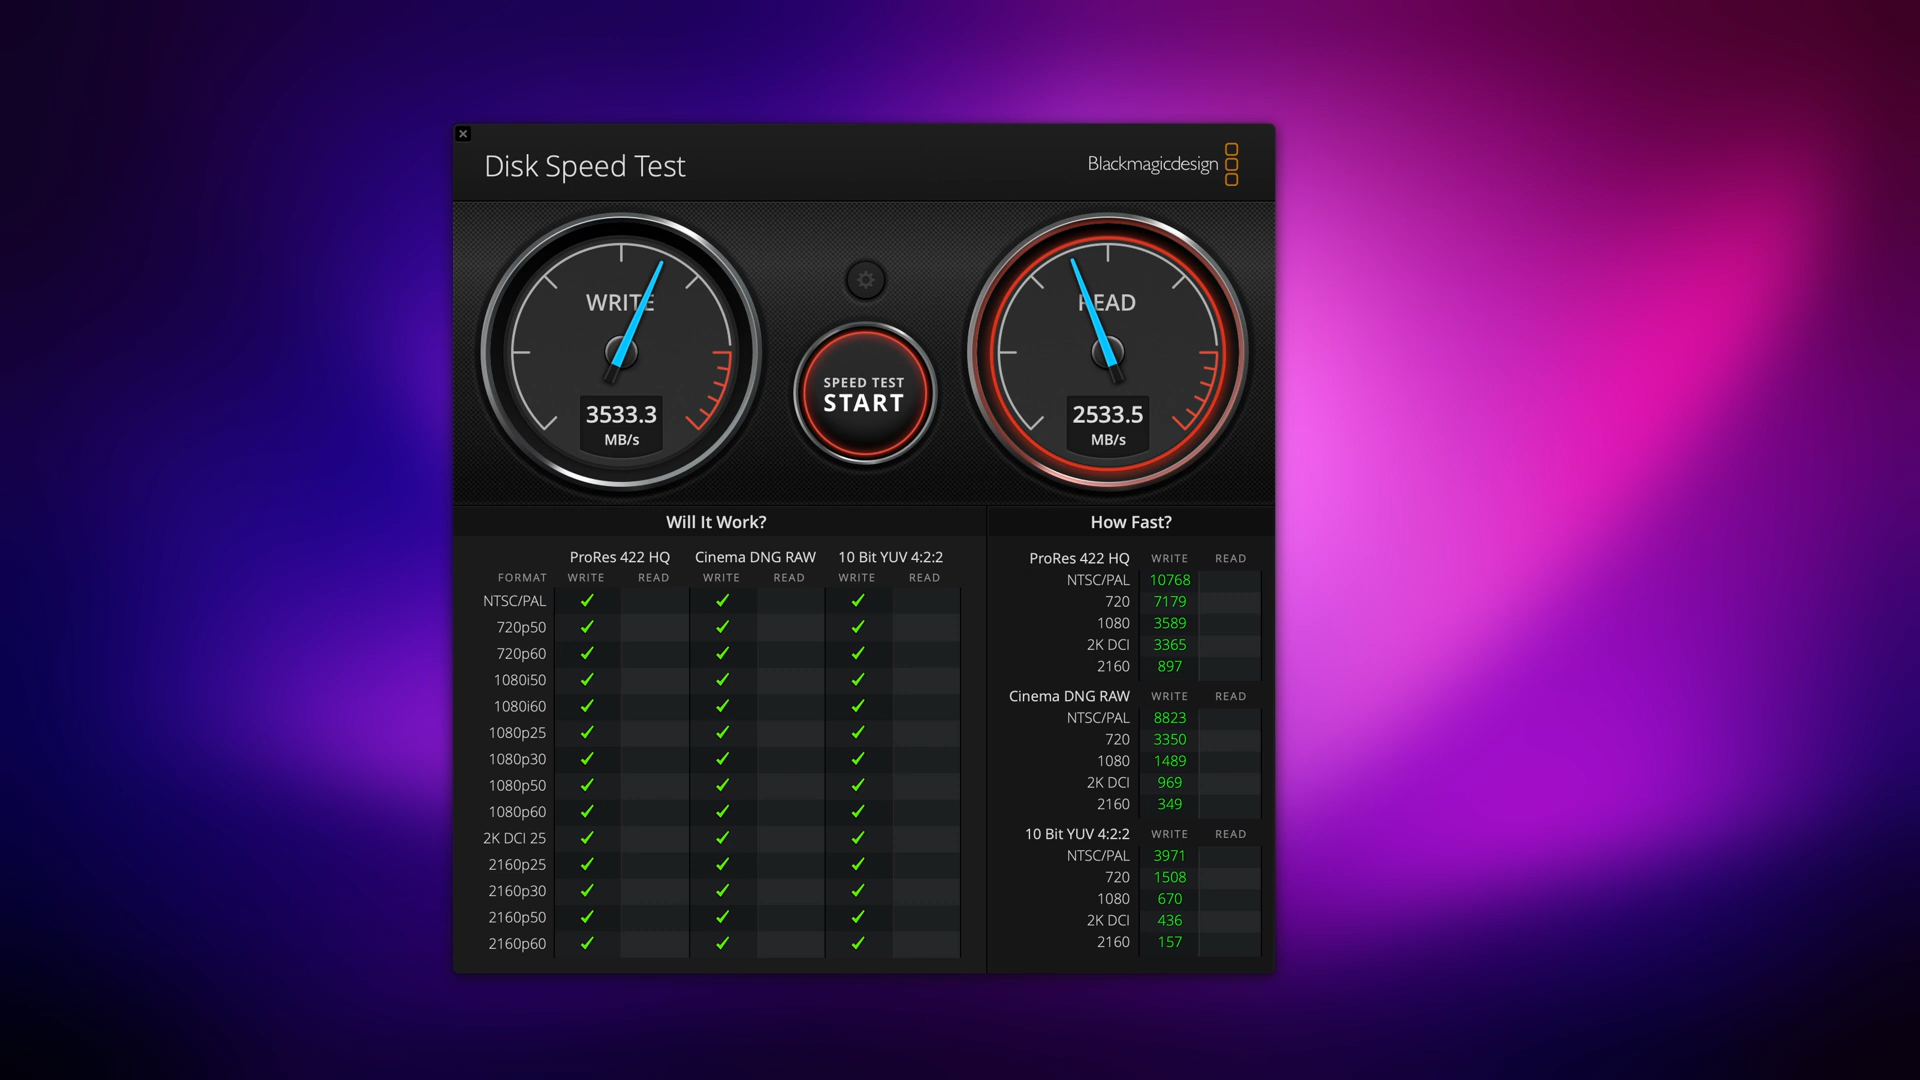 Disk Speed Test
Blackmagicdesign
WRITE
3533.3
MB/s
SPEED TEST
START
READ
2533.5
MB/s
Will It Work?
ProRes 422 HQ Cinema DNG RAW 10 Bit YUV 4:2:2
FORMAT WRITE READ WRITE READ WRITE READ
NTSC/PAL ✓ ✓ ✓
720p50 ✓ ✓ ✓
720p60 ✓ ✓ ✓
1080i50 ✓ ✓ ✓
1080i60 ✓ ✓ ✓
1080p25 ✓ ✓ ✓
1080p30 ✓ ✓ ✓
1080p50 ✓ ✓ ✓
1080p60 ✓ ✓ ✓
2K DCI 25 ✓ ✓ ✓
2160p25 ✓ ✓ ✓
2160p30 ✓ ✓ ✓
2160p50 ✓ ✓ ✓
2160p60 ✓ ✓ ✓
How Fast?
ProRes 422 HQ WRITE READ
NTSC/PAL 10768
720 7179
1080 3589
2K DCI 3365
2160 897
Cinema DNG RAW WRITE READ
NTSC/PAL 8823
720 3350
1080 1489
2K DCI 969
2160 349
10 Bit YUV 4:2:2 WRITE READ
NTSC/PAL 3971
720 1508
1080 670
2K DCI 436
2160 157